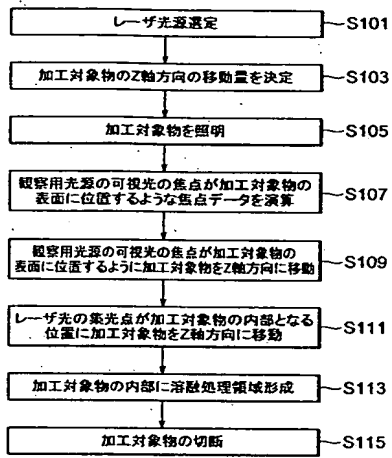 レーザ光源選定
S101
加工対象物のZ軸方向の移動量を決定
S103
加工対象物を照明
S105
観察用光源の可視光の焦点が加工対象物の
表面に位置するような焦点データを演算
S107
観察用光源の可視光の焦点が加工対象物の
表面に位置するように加工対象物をZ軸方向に移動
S109
レーザ光の集光点が加工対象物の内部となる
位置に加工対象物をZ軸方向に移動
S111
加工対象物の内部に溶融処理領域形成
S113
加工対象物の切断
S115